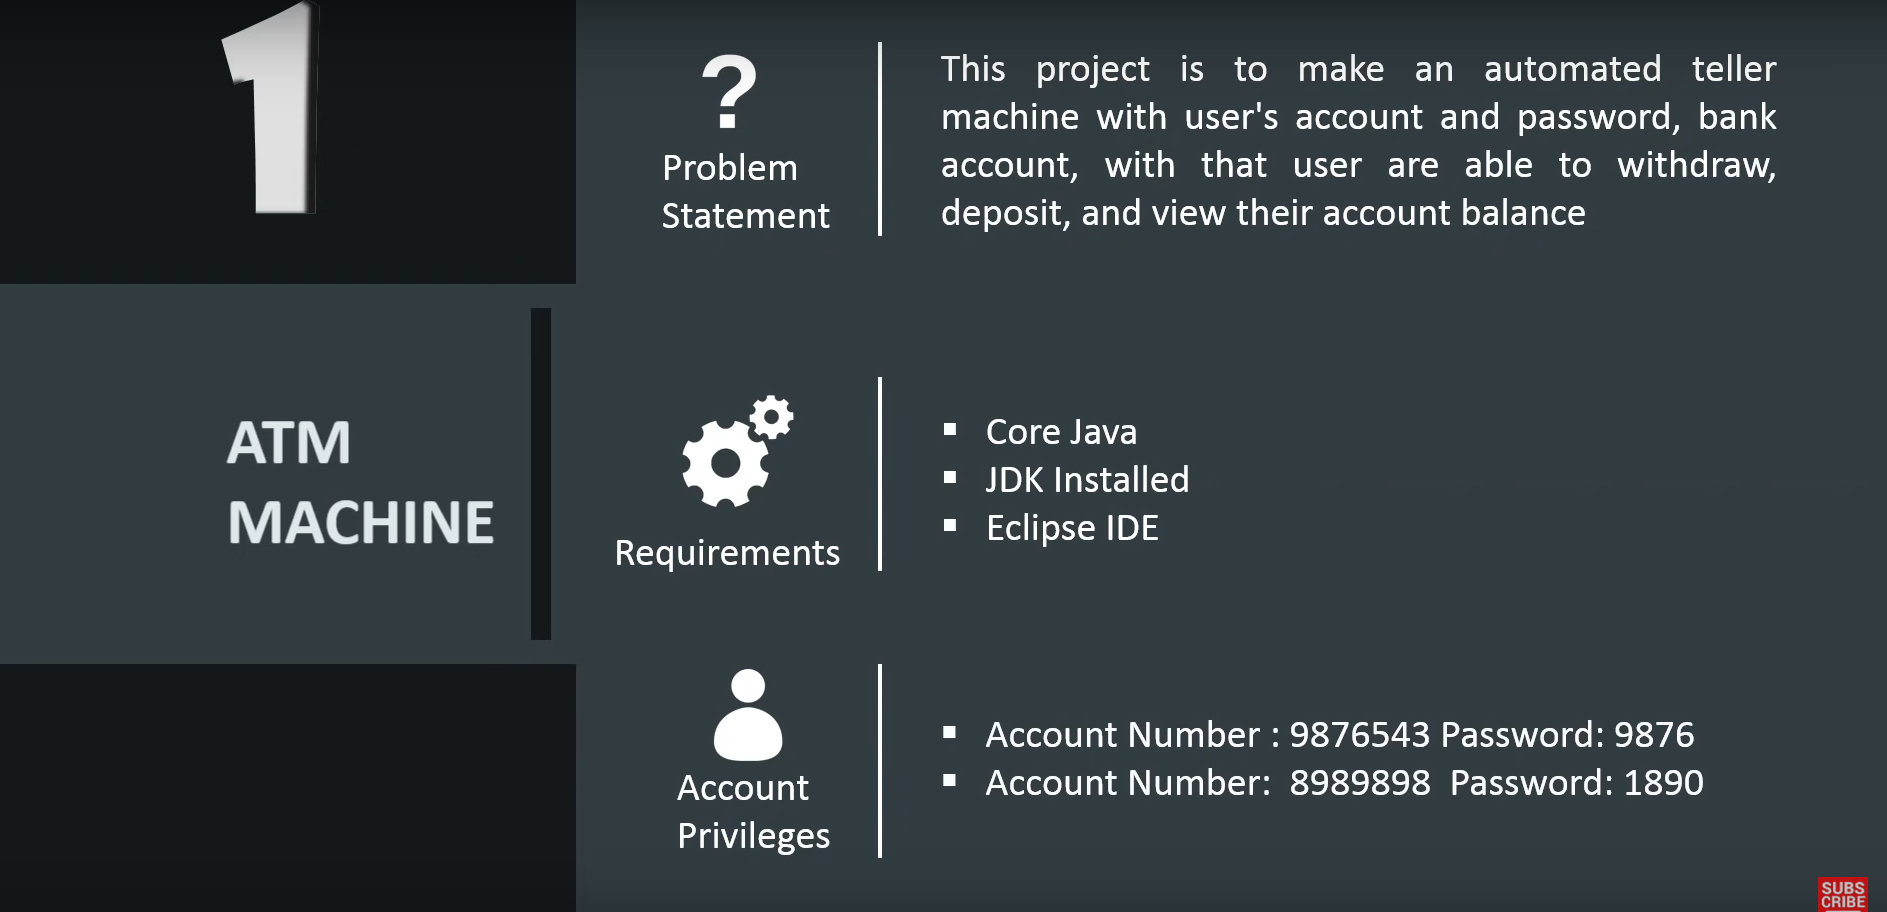 1
?
Problem
Statement
This project is to make an automated teller
machine with user's account and password, bank
account, with that user are able to withdraw,
deposit, and view their account balance
ATM
MACHINE
Requirements
▪ Core Java
▪ JDK Installed
▪ Eclipse IDE
Account
Privileges
▪ Account Number : 9876543 Password: 9876
▪ Account Number: 8989898 Password: 1890
SUBS
CRIBE